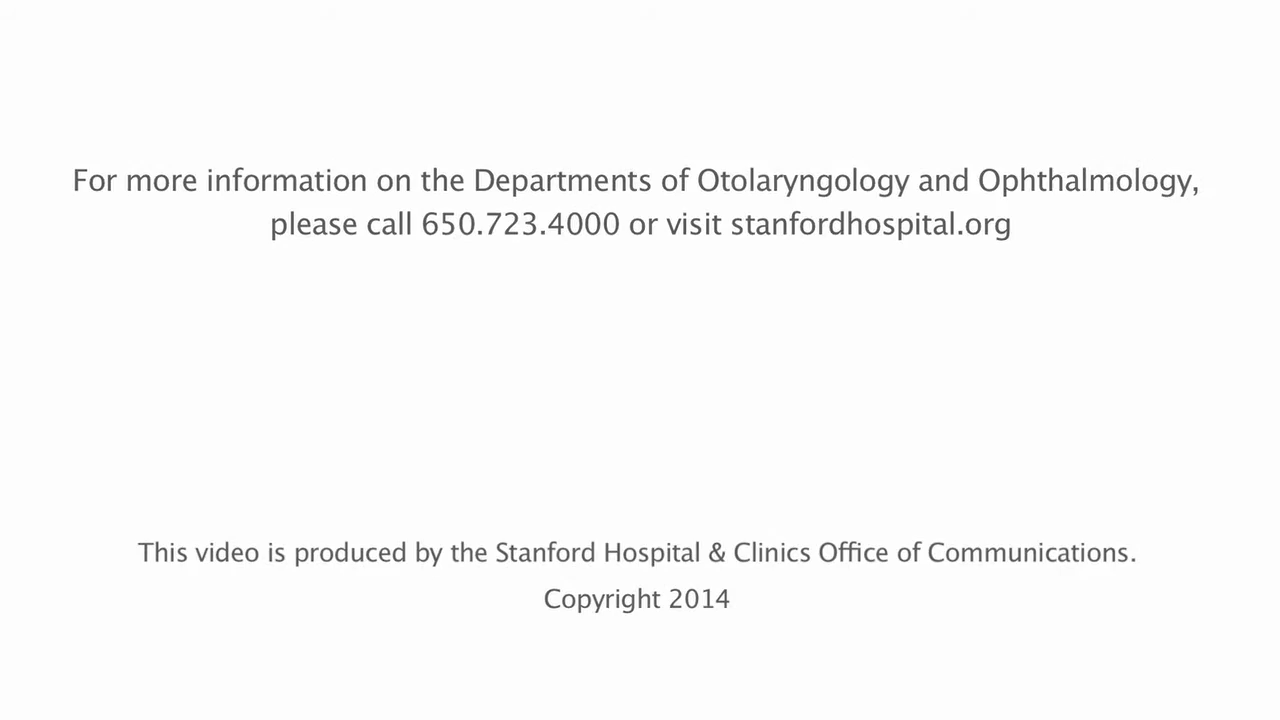 For more information on the Departments of Otolaryngology and Ophthalmology,
please call 650.723.4000 or visit stanfordhospital.org
This video is produced by the Stanford Hospital & Clinics Office of Communications.
Copyright 2014